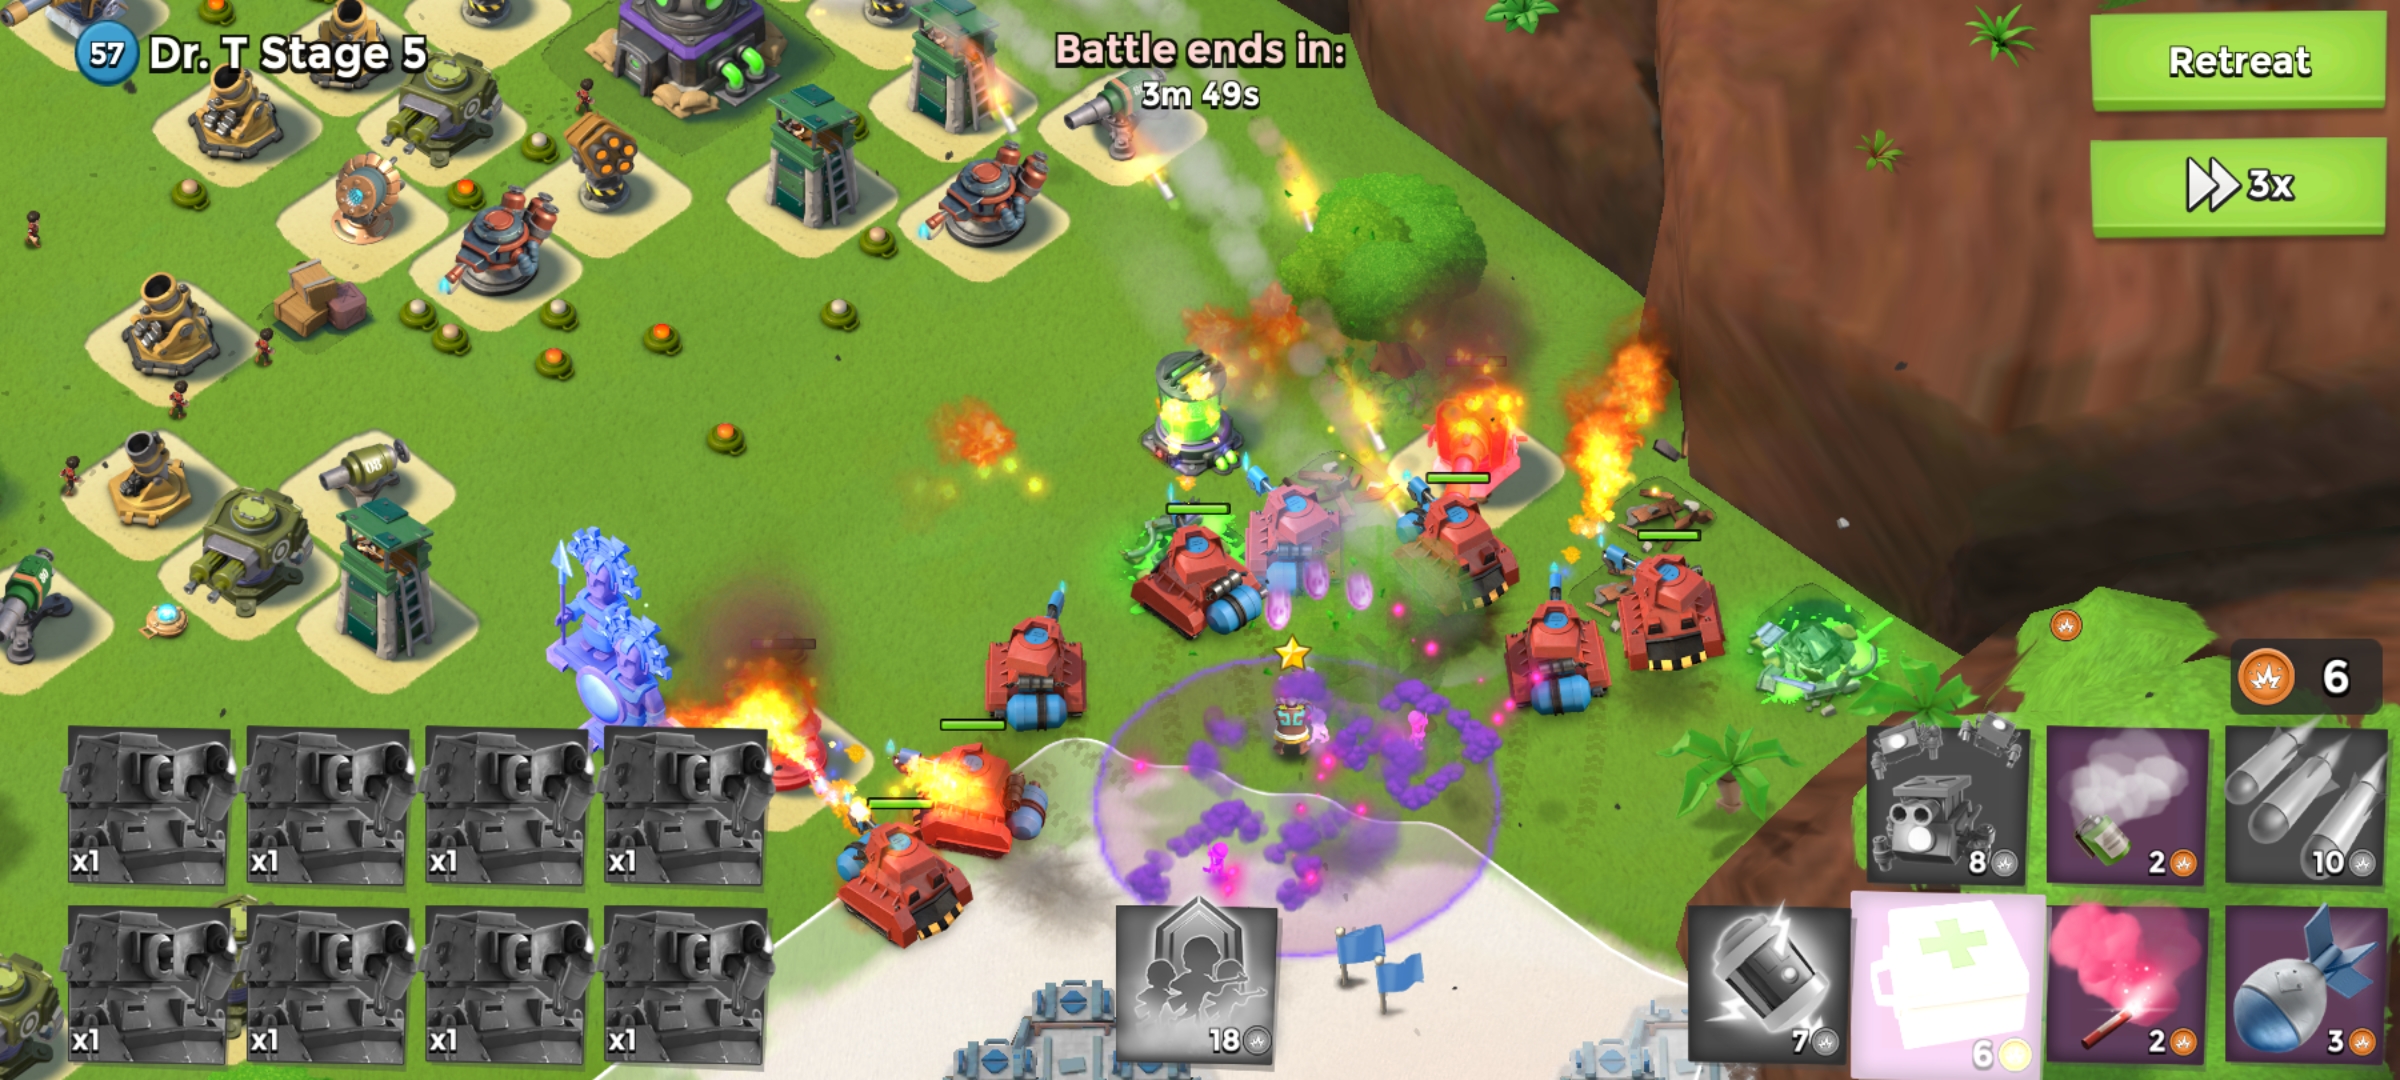 57 Dr. T Stage 5
Battle ends in:
3m 49s
Retreat
3x
6
x1 x1 x1 x1
8 2 10
x1 x1 x1 x1
18 7 6 2 3